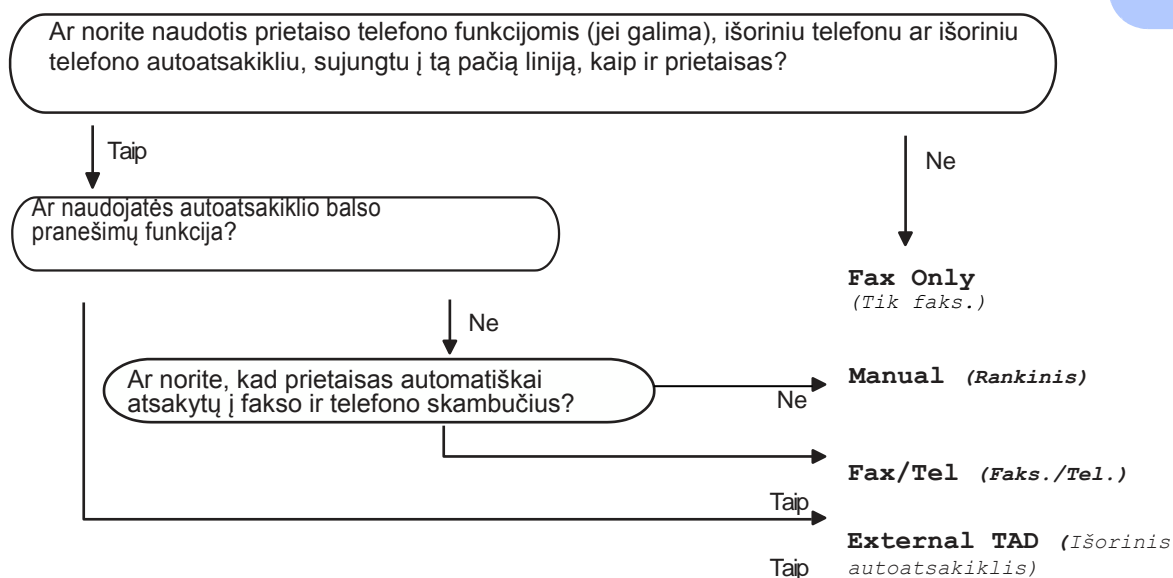 Ar norite naudotis prietaiso telefono funkcijomis (jei galima), išoriniu telefonu ar išoriniu
telefono autoatsakikliu, sujungtu į tą pačią liniją, kaip ir prietaisas?
Taip
Ne
Ar naudojatės autoatsakiklio balso
pranešimų funkcija?
Fax Only
(Tik faks.)
Ne
Ar norite, kad prietaisas automatiškai
atsakytų į fakso ir telefono skambučius?
Ne
Manual (Rankinis)
Fax/Tel (Faks./Tel.)
Taip
External TAD (Išorinis
Taip
autoatsakiklis)